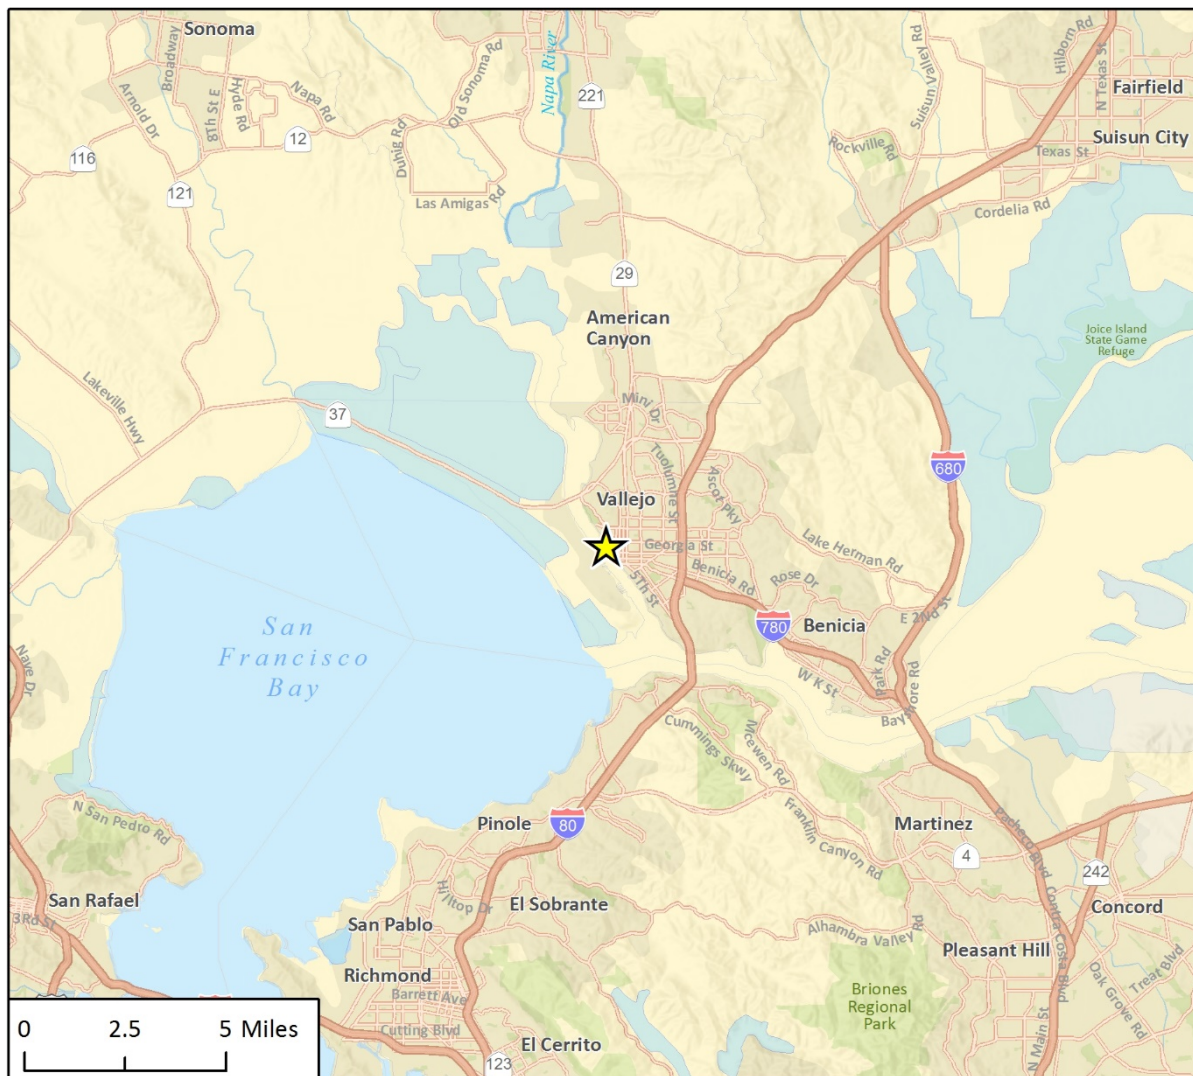 Sonoma
Broadway
8Th St E
Hyde Rd
Napa Rd
Arnold Dr
Old Sonoma Rd
Napa River
221
Suisun Valley Rd
Hilborn Rd
N Texas St
Fairfield
Suisun City
Texas St
Rockville Rd
Cordelia Rd
116
12
121
Duhig Rd
Las Amigas Rd
29
American
Canyon
Joice Island
State Game
Refuge
Lakeville Hwy
37
Mini Dr
Tuolumne St
Ascot Pky
680
Vallejo
Georgia St
Lake Herman Rd
Benicia Rd
Rose Dr
5Th St
E 2Nd St
780
Benicia
San
Francisco
Bay
Nave Dr
W K St
Park Rd
Bayshore Rd
Cummings Skwy
Mcewen Rd
Franklin Canyon Rd
N San Pedro Rd
Pinole
80
Martinez
4
Pacheco Blvd
242
Contra Costa Blvd
San Rafael
3Rd St
Hilltop Dr
El Sobrante
San Pablo
Alhambra Valley Rd
Concord
Pleasant Hill
Richmond
Barrett Ave
Cutting Blvd
Briones
Regional
Park
Oak Grove Rd
Treat Blvd
N Main St
El Cerrito
123
0 2.5 5 Miles